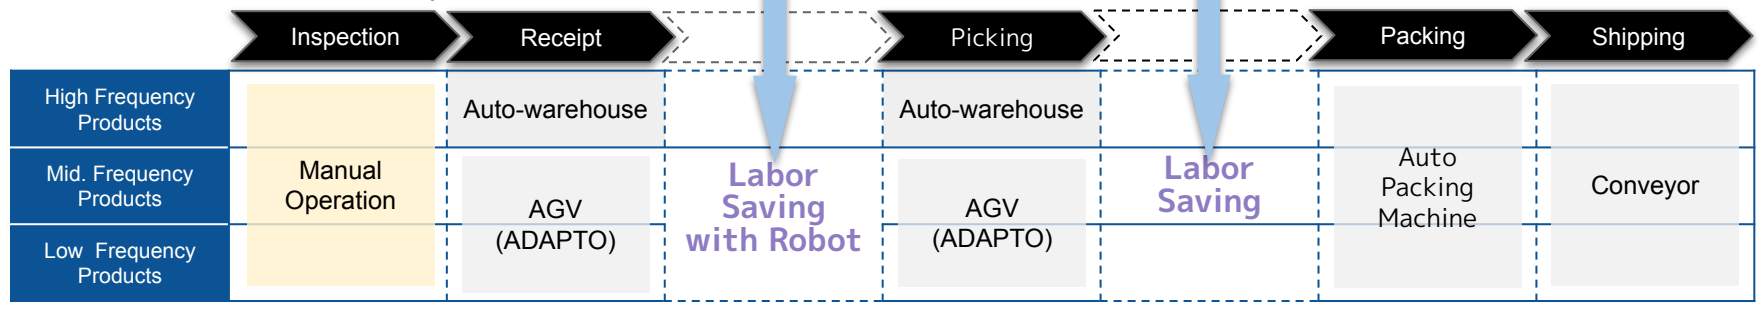 Inspection
Receipt
Picking
Packing
Shipping
High Frequency
Products
Auto-warehouse
Auto-warehouse
Mid. Frequency
Products
Manual
Operation
AGV
(ADAPTO)
Labor
Saving
with Robot
AGV
(ADAPTO)
Labor
Saving
Auto
Packing
Machine
Conveyor
Low  Frequency
Products